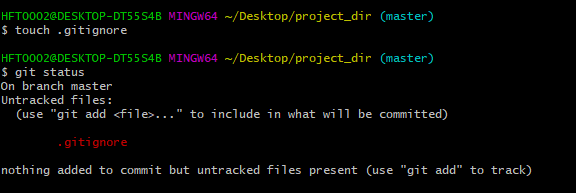 HFT0002@DESKTOP-DT55S4B MINGW64 ~/Desktop/project_dir (master)
$ touch .gitignore
HFT0002@DESKTOP-DT55S4B MINGW64 ~/Desktop/project_dir (master)
$ git status
On branch master
Untracked files:
(use "git add <file>..." to include in what will be committed)
.gitignore
nothing added to commit but untracked files present (use "git add" to track)